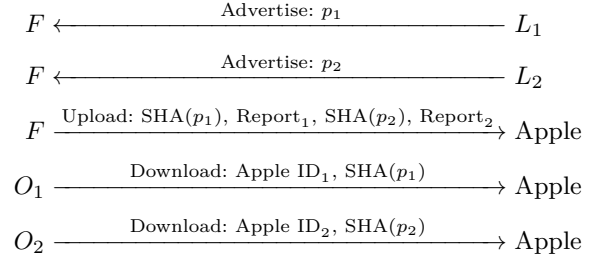 F Advertise: p₁ L₁
F Advertise: p₂ L₂
F Upload: SHA(p₁), Report₁, SHA(p₂), Report₂ Apple
O₁ Download: Apple ID₁, SHA(p₁) Apple
O₂ Download: Apple ID₂, SHA(p₂) Apple